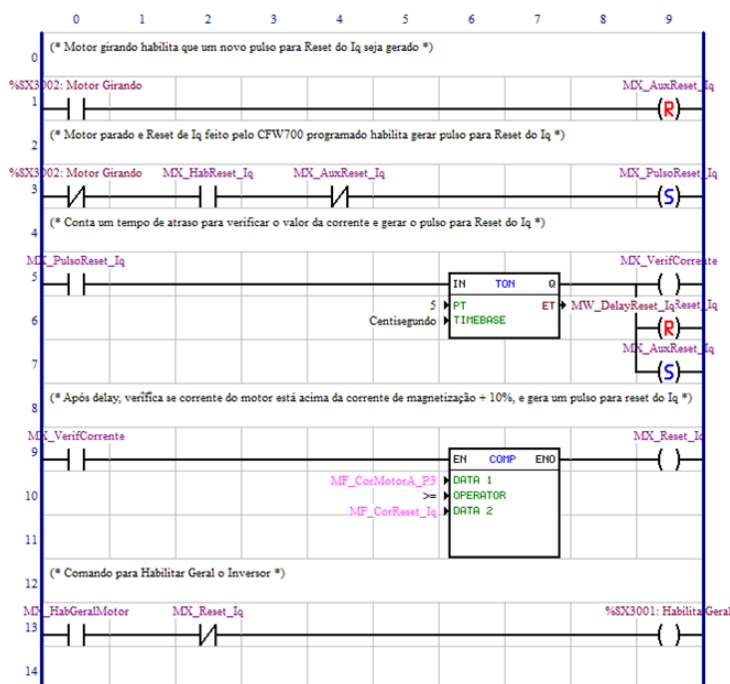 0 1 2 3 4 5 6 7 8 9
0 (* Motor girando habilita que um novo pulso para Reset do Iq seja gerado *)
%SX3002: Motor Girando MX_AuxReset_Iq
1 (R)
2 (* Motor parado e Reset de Iq feito pelo CFW700 programado habilita gerar pulso para Reset do Iq *)
%SX3002: Motor Girando MX_HabReset_Iq MX_AuxReset_Iq MX_PulsoReset_Iq
3 (S)
4 (* Conta um tempo de atraso para verificar o valor da corrente e gerar o pulso para Reset do Iq *)
MX_PulsoReset_Iq MX_VerifCorrente
5 IN TON Q ( )
5 PT ET MW_DelayReset_Iq Reset_Iq
6 Centisegundo TIMEBASE (R)
MX_AuxReset_Iq
7 (S)
8 (* Após delay, verifica se corrente do motor está acima da corrente de magnetização + 10%, e gera um pulso para reset do Iq *)
MX_VerifCorrente MX_Reset_Iq
9 EN COMP ENO ( )
MF_CorMotorA_P3 DATA 1
10 >= OPERATOR
MF_CorReset_Iq DATA 2
11
12 (* Comando para Habilitar Geral o Inversor *)
MX_HabGeralMotor MX_Reset_Iq %SX3001: Habilita Geral
13 ( )
14